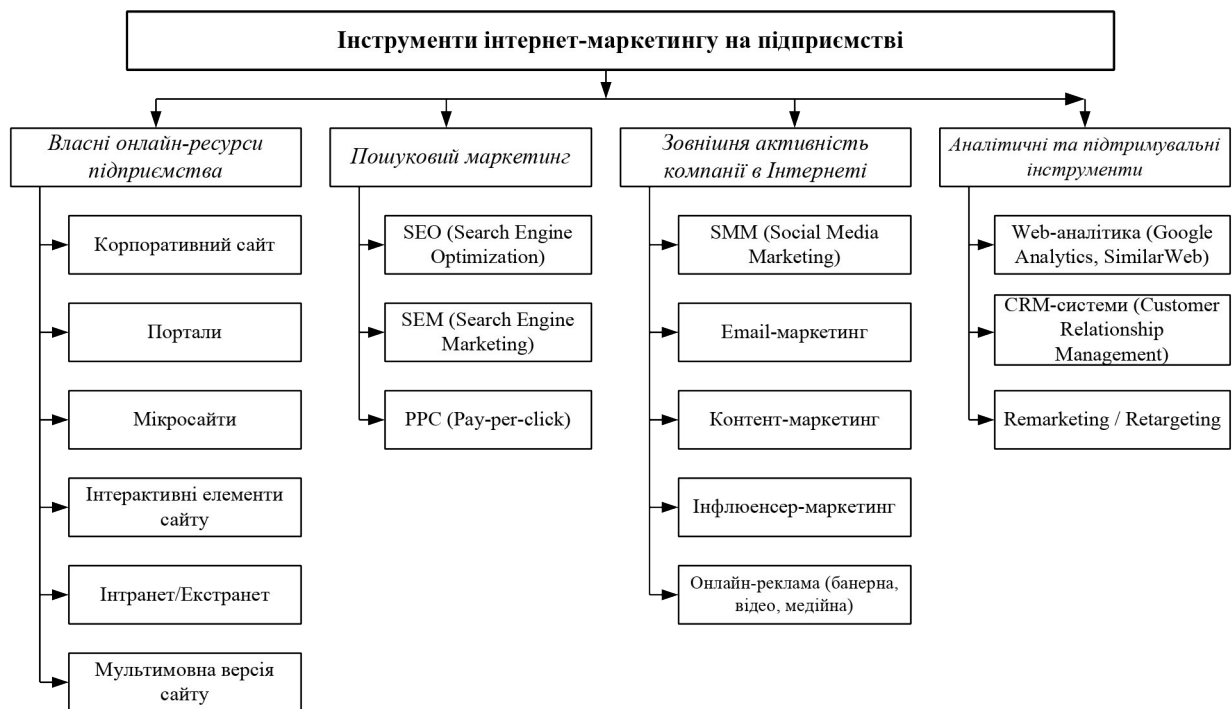 Інструменти інтернет-маркетингу на підприємстві
Власні онлайн-ресурси
підприємства
Корпоративний сайт
Портали
Мікросайти
Інтерактивні елементи
сайту
Інтранет/Екстранет
Мультимовна версія
сайту
Пошуковий маркетинг
SEO (Search Engine
Optimization)
SEM (Search Engine
Marketing)
PPC (Pay-per-click)
Зовнішня активність
компанії в Інтернеті
SMM (Social Media
Marketing)
Email-маркетинг
Контент-маркетинг
Інфлюенсер-маркетинг
Онлайн-реклама (банерна,
відео, медійна)
Аналітичні та підтримувальні
інструменти
Web-аналітика (Google
Analytics, SimilarWeb)
CRM-системи (Customer
Relationship
Management)
Remarketing / Retargeting